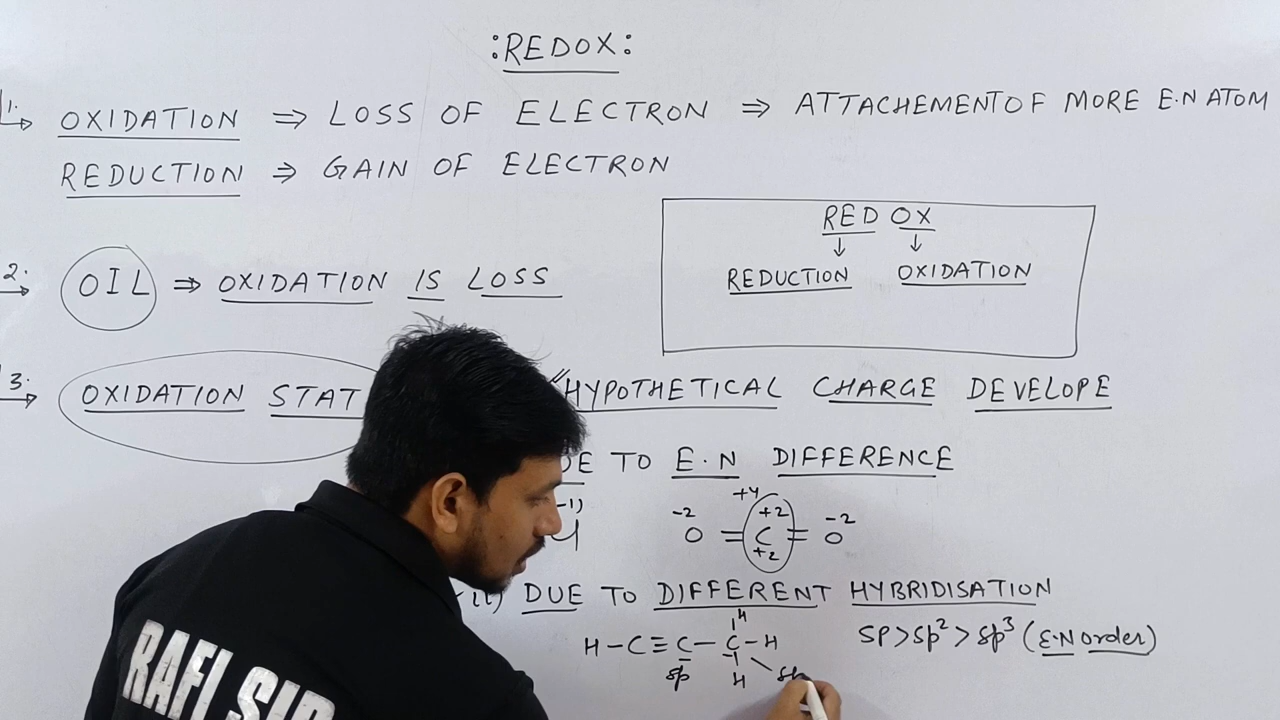 :REDOX:
1. OXIDATION ⇒ LOSS OF ELECTRON ⇒ ATTACHEMENT OF MORE E.N ATOM
REDUCTION ⇒ GAIN OF ELECTRON
RED OX
↓ ↓
REDUCTION OXIDATION
2. OIL ⇒ OXIDATION IS LOSS
3. OXIDATION STAT HYPOTHETICAL CHARGE DEVELOPE
TO E.N DIFFERENCE
+4
-2 +2 -2
O = C = O
+2
DUE TO DIFFERENT HYBRIDISATION
H
H-C≡C-C-H SP>Sp²>Sp³ (E.N order)
sp H
RAFI SIR